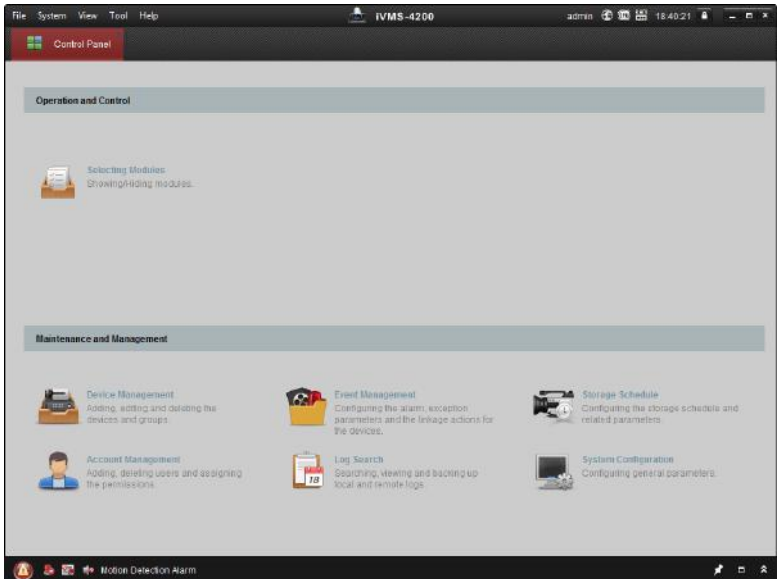 File System View Tool Help
iVMS-4200
admin 18:40:21
Control Panel
Operation and Control
Selecting Modules
Showing/Hiding modules.
Maintenance and Management
Device Management
Adding, editing and deleting the
devices and groups.
Event Management
Configuring the alarm, exception
parameters and the linkage actions for
the devices.
Storage Schedule
Configuring the storage schedule and
related parameters.
Account Management
Adding, deleting users and assigning
the permissions.
Log Search
Searching, viewing and backing up
local and remote logs.
18
System Configuration
Configuring general parameters.
Motion Detection Alarm